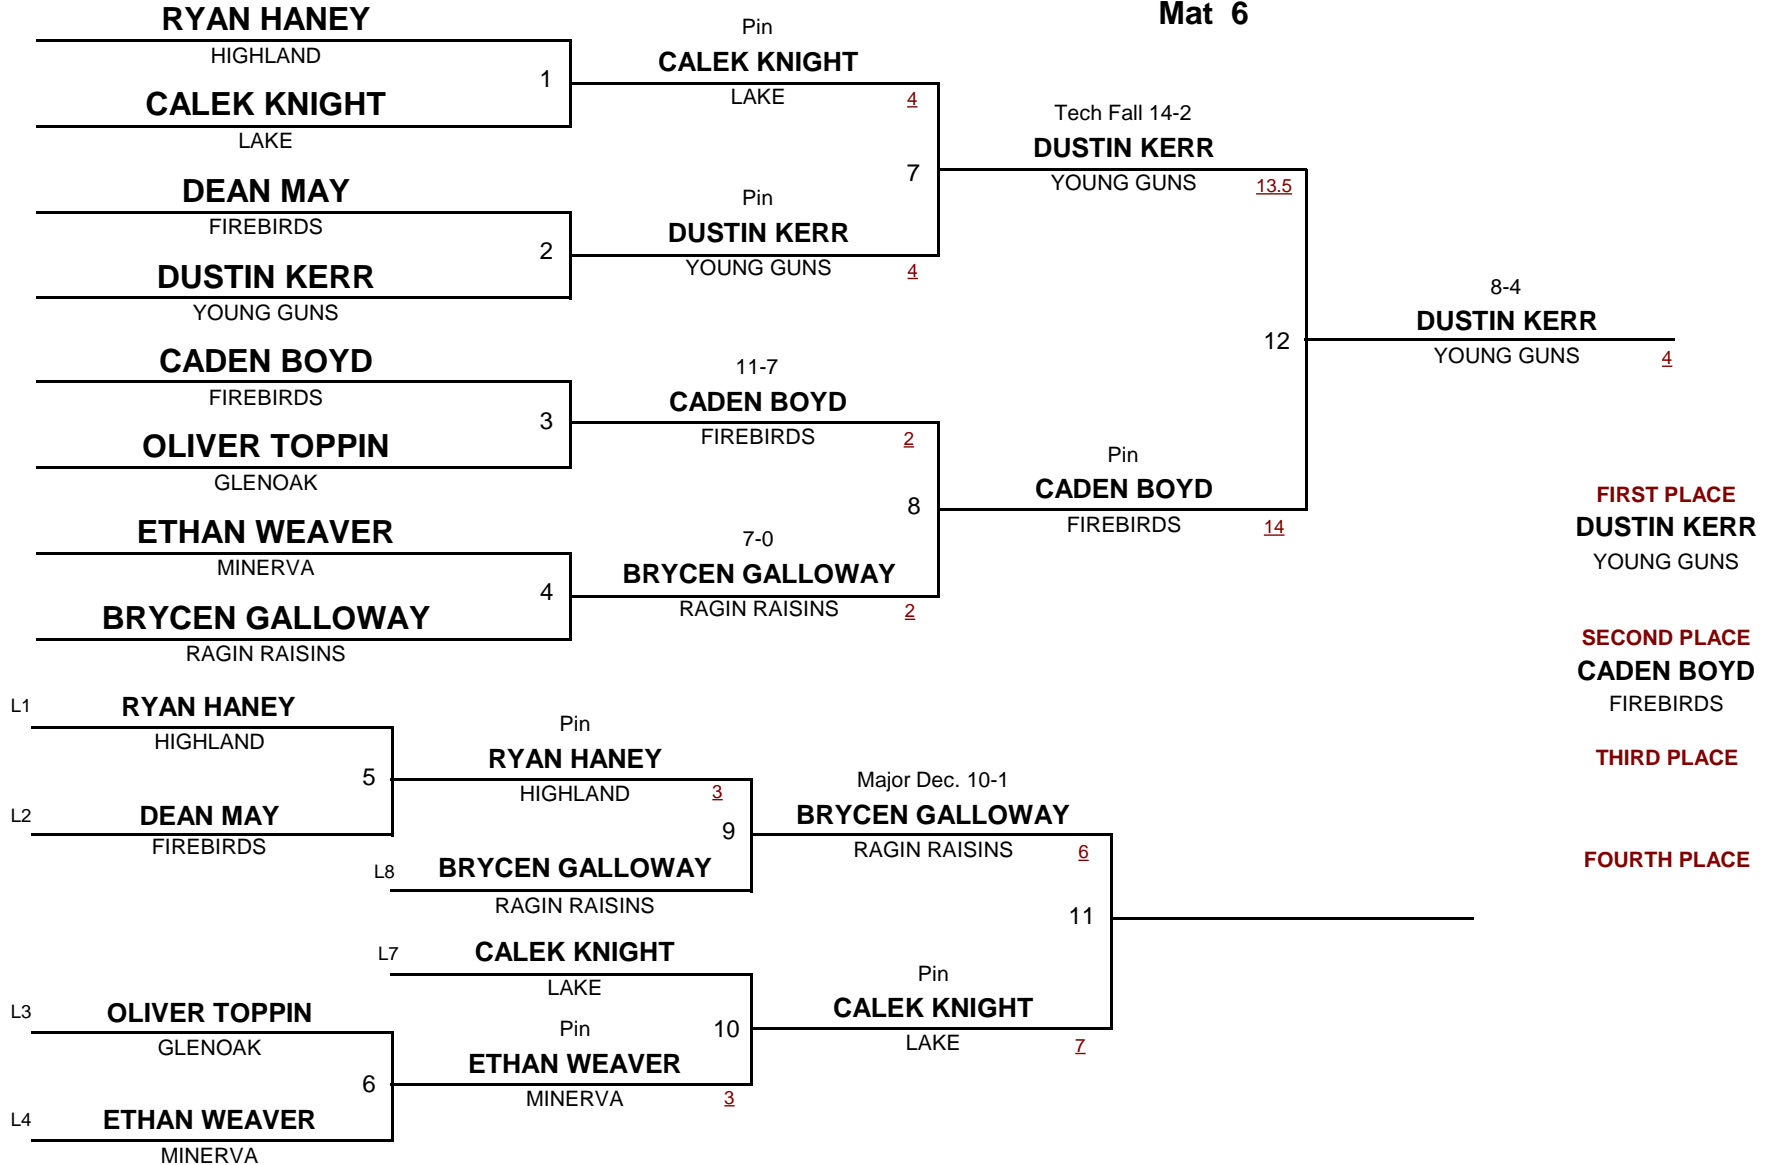 Mat 6
RYAN HANEY
HIGHLAND
1
CALEK KNIGHT
LAKE
DEAN MAY
FIREBIRDS
2
DUSTIN KERR
YOUNG GUNS
CADEN BOYD
FIREBIRDS
3
OLIVER TOPPIN
GLENOAK
ETHAN WEAVER
MINERVA
4
BRYCEN GALLOWAY
RAGIN RAISINS
Pin
CALEK KNIGHT
LAKE 4
7
Pin
DUSTIN KERR
YOUNG GUNS 4
11-7
CADEN BOYD
FIREBIRDS 2
8
7-0
BRYCEN GALLOWAY
RAGIN RAISINS 2
Tech Fall 14-2
DUSTIN KERR
YOUNG GUNS 13.5
12
Pin
CADEN BOYD
FIREBIRDS 14
8-4
DUSTIN KERR
YOUNG GUNS 4
FIRST PLACE
DUSTIN KERR
YOUNG GUNS
SECOND PLACE
CADEN BOYD
FIREBIRDS
THIRD PLACE
FOURTH PLACE
L1 RYAN HANEY
HIGHLAND
5
L2 DEAN MAY
FIREBIRDS
Pin
RYAN HANEY
HIGHLAND 3
9
L8 BRYCEN GALLOWAY
RAGIN RAISINS
L7 CALEK KNIGHT
LAKE
10
Pin
ETHAN WEAVER
MINERVA 3
L3 OLIVER TOPPIN
GLENOAK
6
L4 ETHAN WEAVER
MINERVA
Major Dec. 10-1
BRYCEN GALLOWAY
RAGIN RAISINS 6
11
Pin
CALEK KNIGHT
LAKE 7